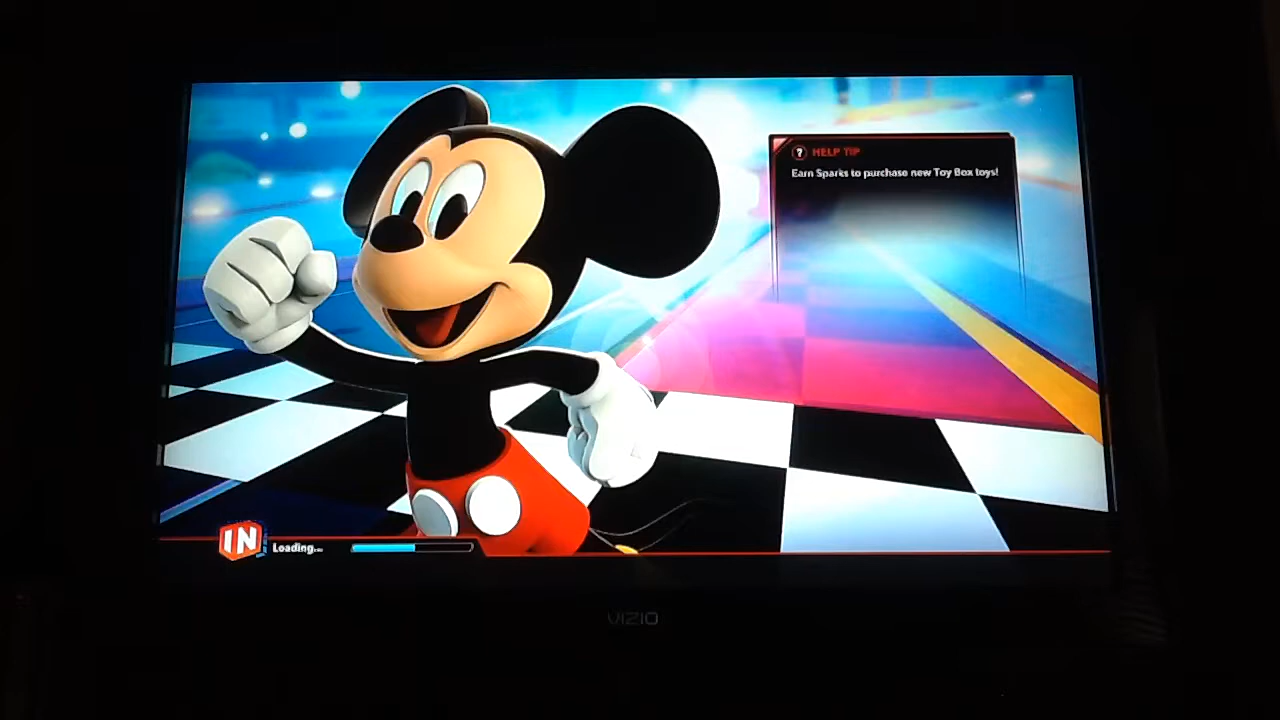 ? HELP TIP
Earn Sparks to purchase new Toy Box toys!
IN
Loading...
VIZIO